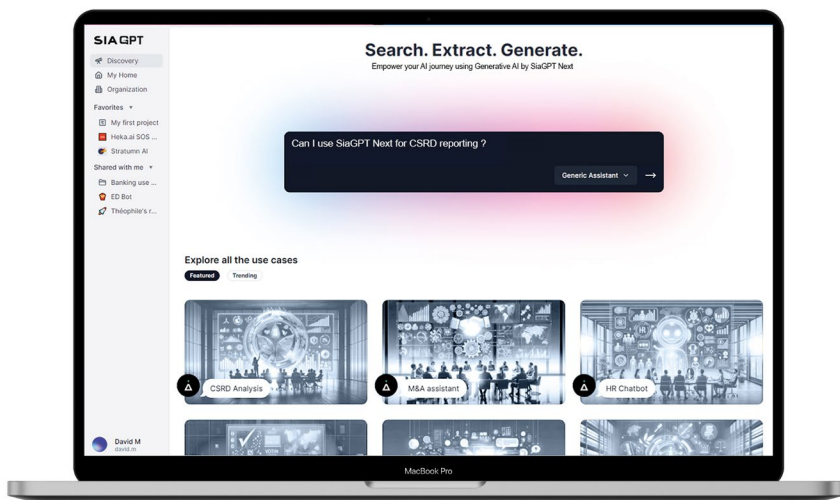 SIAGPT
Discovery
My Home
Organization
Favorites
My first project
Heka.ai SOS ...
Stratumn AI
Shared with me
Banking use ...
ED Bot
Théophile's r...
David M
david.m
Search. Extract. Generate.
Empower your AI journey using Generative AI by SiaGPT Next
Can I use SiaGPT Next for CSRD reporting ?
Generic Assistant
Explore all the use cases
Featured
Trending
CSRD Analysis
M&A assistant
HR Chatbot
HR
MacBook Pro